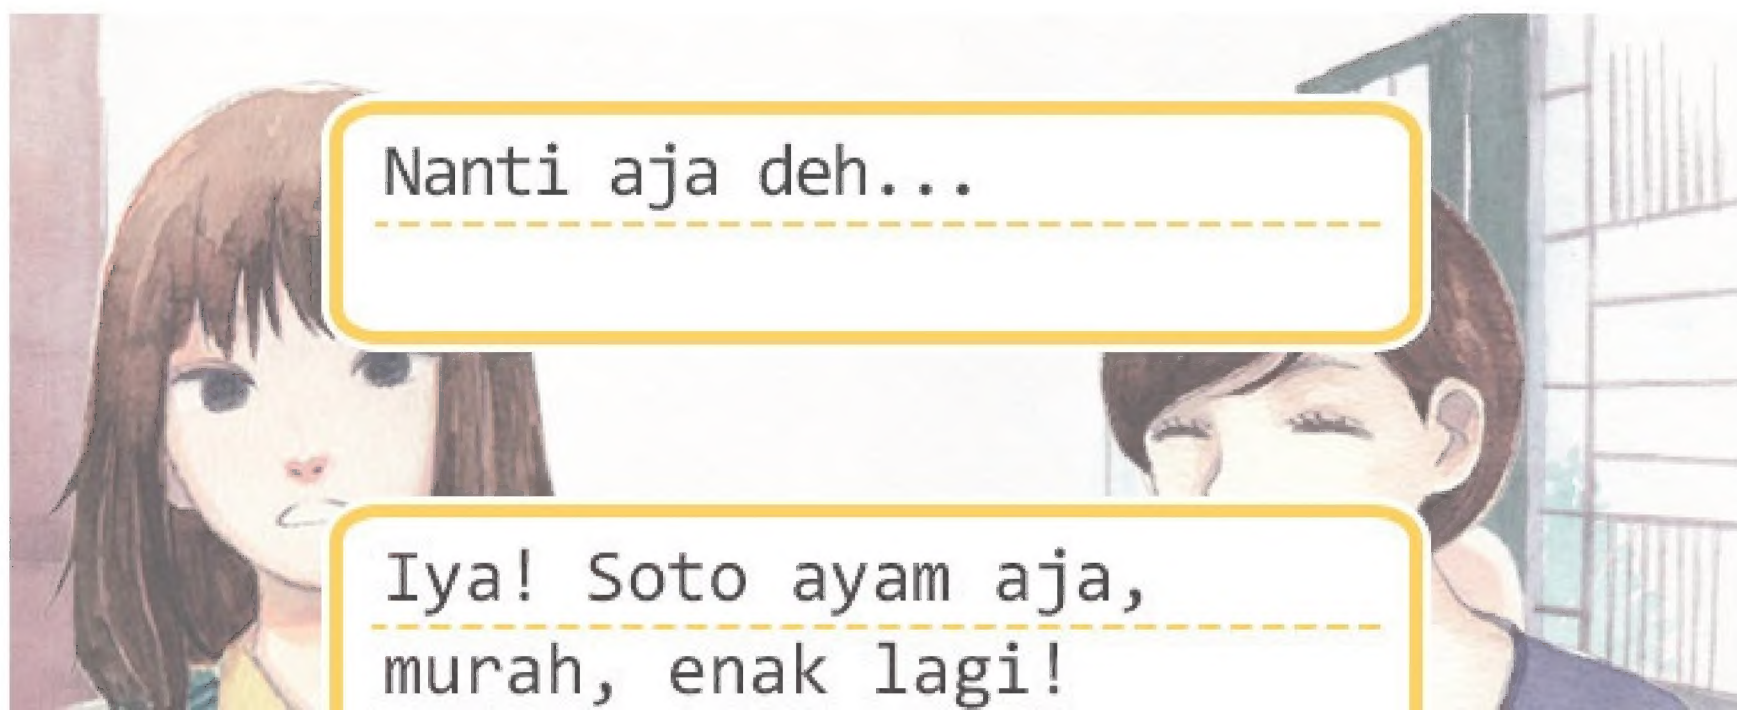 Nanti aja deh...
Iya! Soto ayam aja,
murah, enak lagi!